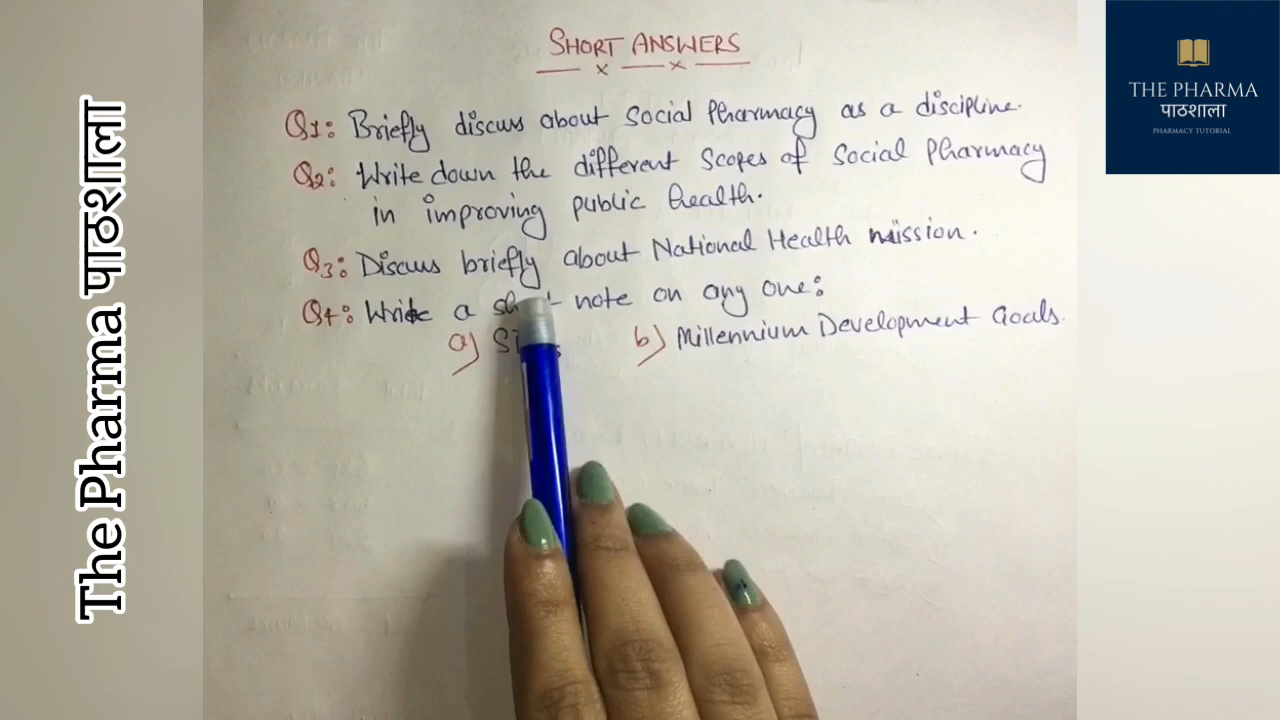 SHORT ANSWERS
Q1: Briefly discuss about Social Pharmacy as a discipline.
Q2: Write down the different Scopes of Social Pharmacy
in improving public health.
Q3: Discuss briefly about National Health mission.
Q4: Write a note on any one:
a)
b) Millennium Development Goals.
The Pharma पाठशाला
THE PHARMA
पाठशाला
PHARMACY TUTORIAL